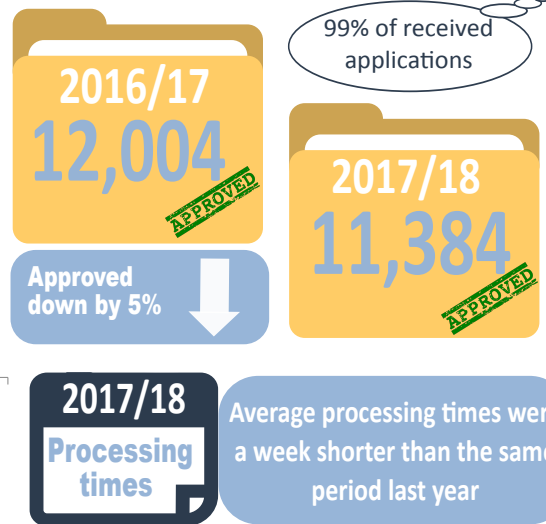 99% of received
applications
2016/17
12,004
APPROVED
2017/18
11,384
APPROVED
Approved
down by 5%
2017/18
Processing
times
Average processing times wer
a week shorter than the same
period last year